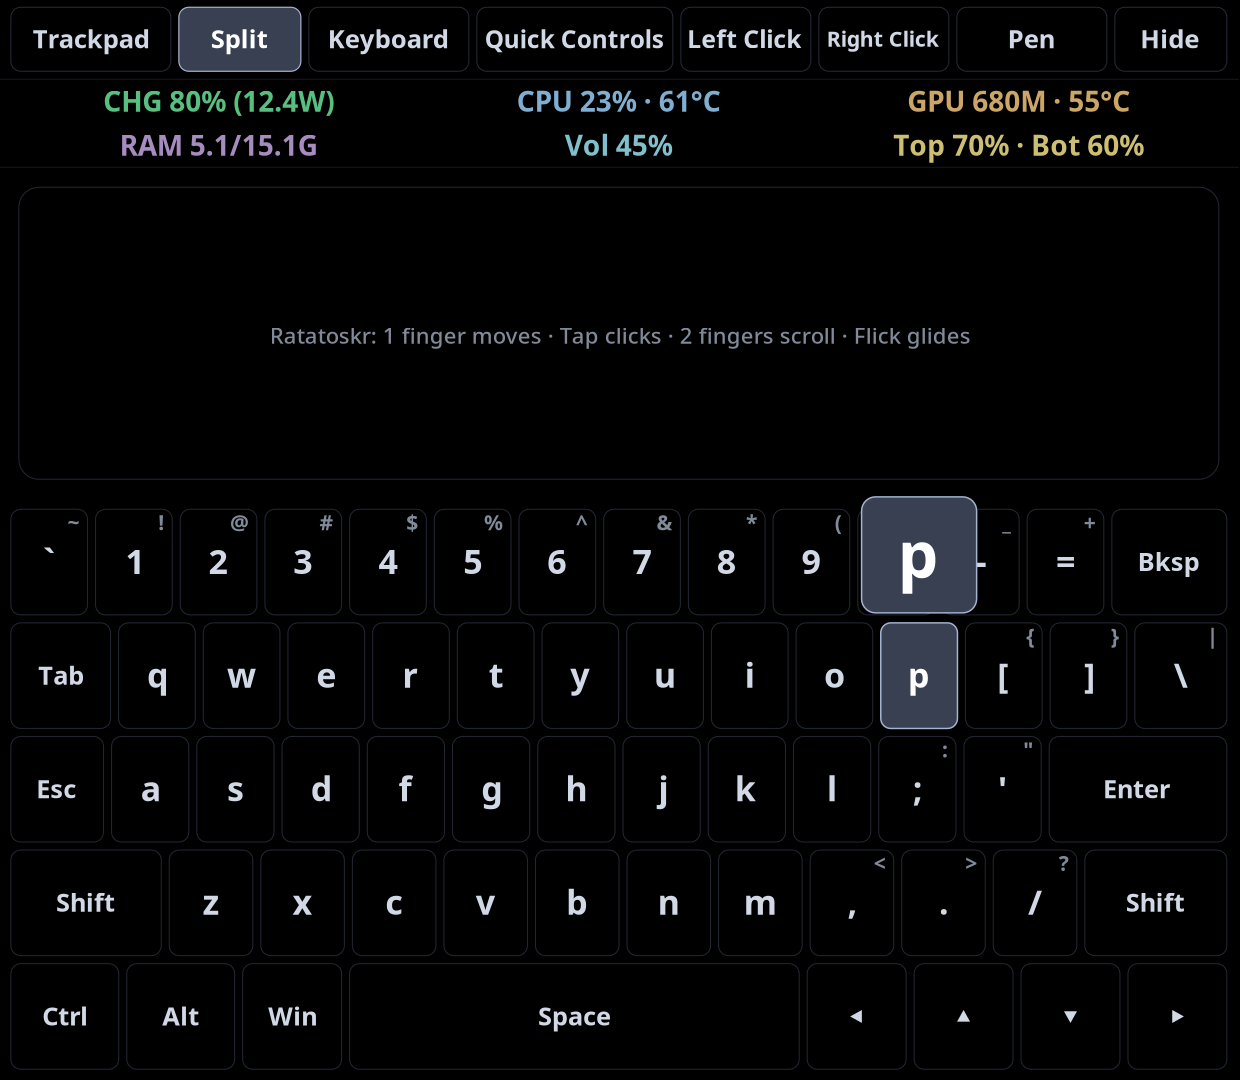 Trackpad Split Keyboard Quick Controls Left Click Right Click Pen Hide
CHG 80% (12.4W) CPU 23% · 61°C GPU 680M · 55°C
RAM 5.1/15.1G Vol 45% Top 70% · Bot 60%
Ratatoskr: 1 finger moves · Tap clicks · 2 fingers scroll · Flick glides
~ ! @ # $ % ^ & * ( _ +
` 1 2 3 4 5 6 7 8 9 p - = Bksp
{ } |
Tab q w e r t y u i o p [ ] \
: "
Esc a s d f g h j k l ; ' Enter
< > ?
Shift z x c v b n m , . / Shift
Ctrl Alt Win Space ◀ ▲ ▼ ▶